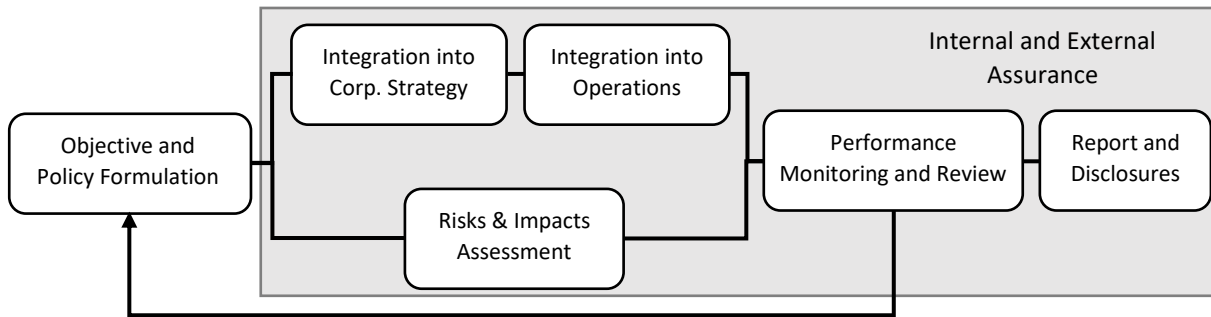 Integration into
Corp. Strategy
Integration into
Operations
Internal and External
Assurance
Objective and
Policy Formulation
Performance
Monitoring and Review
Report and
Disclosures
Risks & Impacts
Assessment